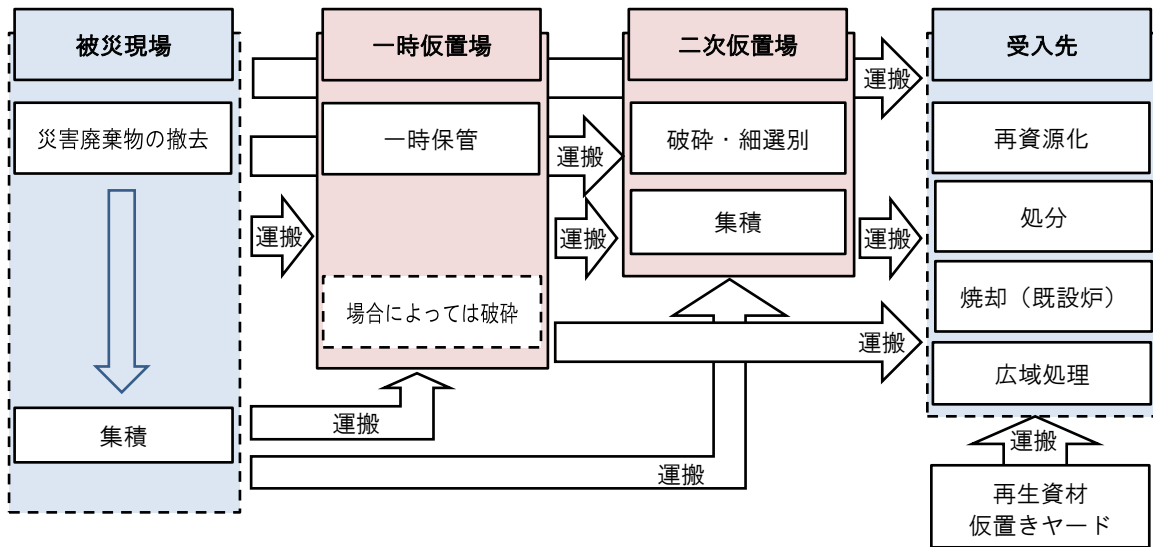 被災現場
一時仮置場
二次仮置場
受入先
運搬
災害廃棄物の撤去
一時保管
運搬
破砕・細選別
再資源化
運搬
運搬
集積
運搬
処分
場合によっては破砕
運搬
焼却（既設炉）
広域処理
集積
運搬
運搬
運搬
再生資材
仮置きヤード